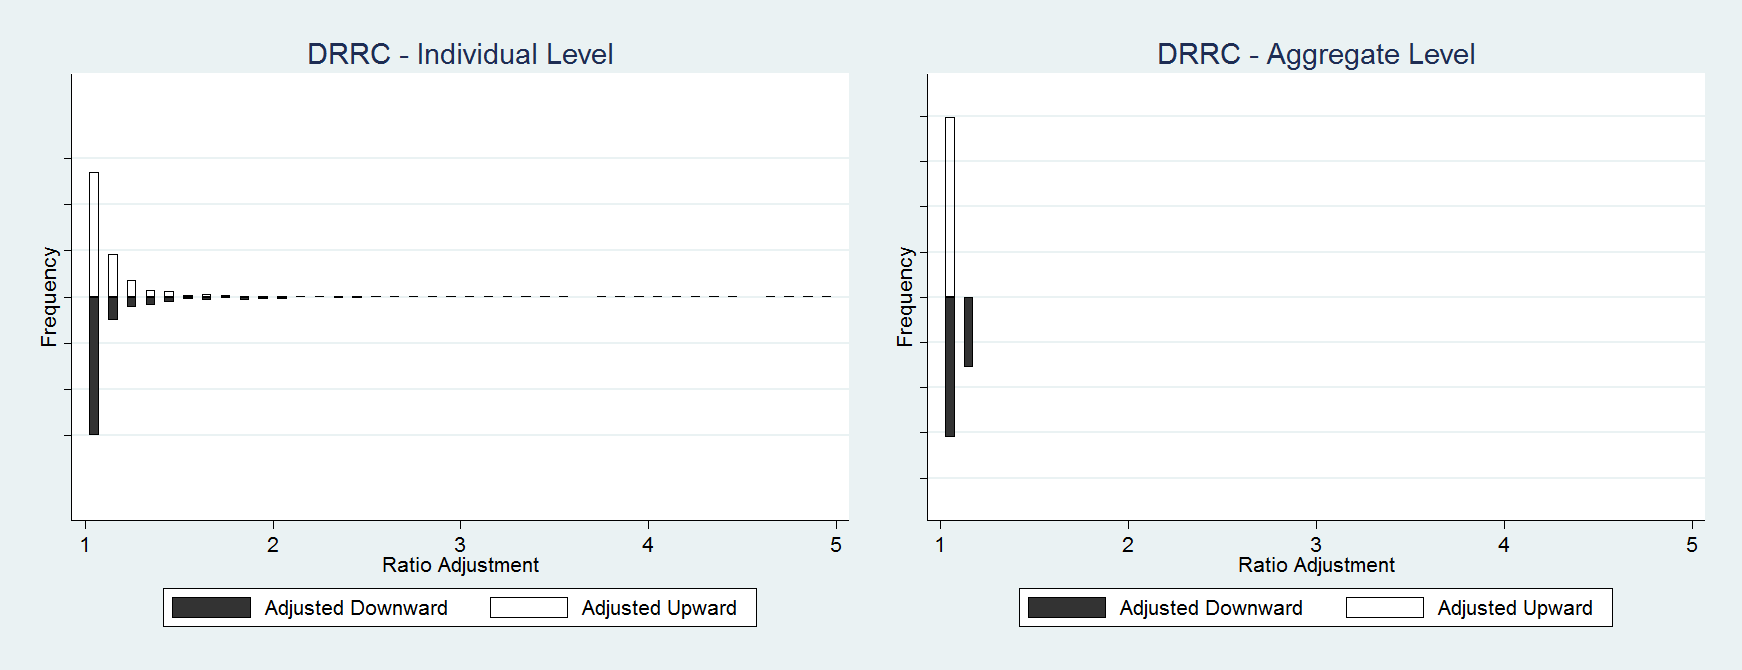 DRRC - Individual Level
Frequency
1 2 3 4 5
Ratio Adjustment
Adjusted Downward Adjusted Upward
DRRC - Aggregate Level
Frequency
1 2 3 4 5
Ratio Adjustment
Adjusted Downward Adjusted Upward